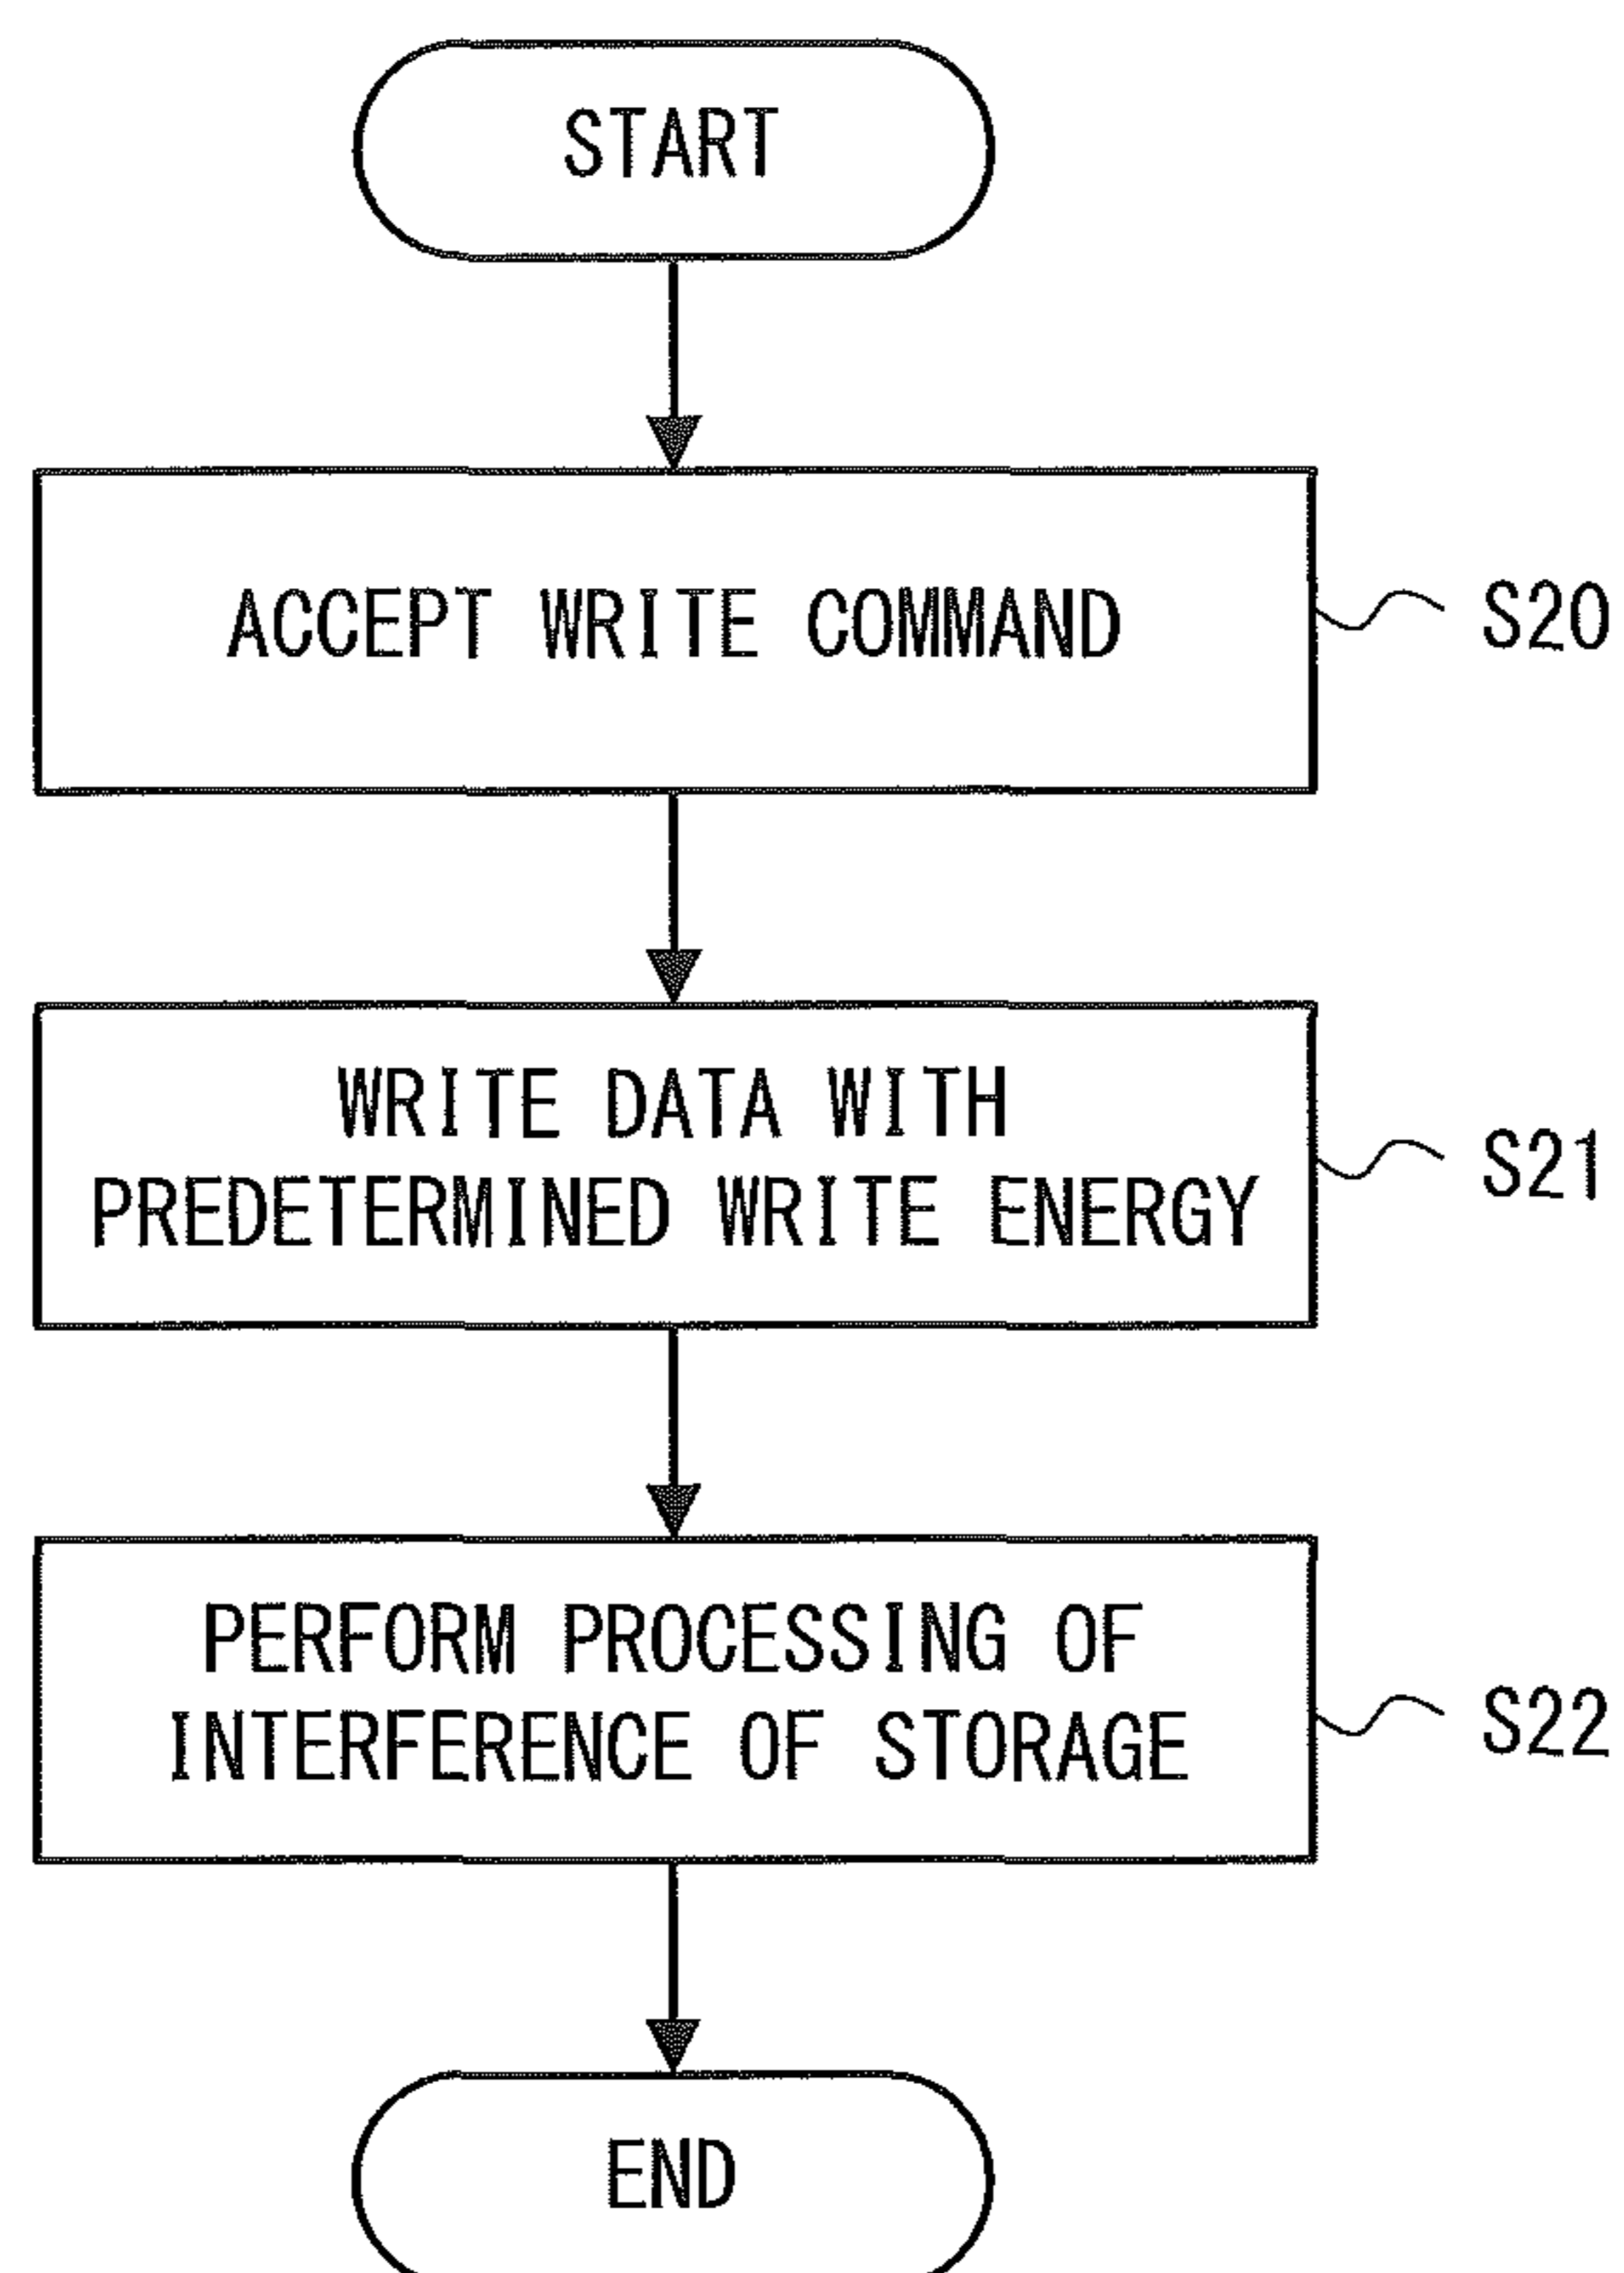 START
ACCEPT WRITE COMMAND
S20
WRITE DATA WITH
PREDETERMINED WRITE ENERGY
S21
PERFORM PROCESSING OF
INTERFERENCE OF STORAGE
S22
END